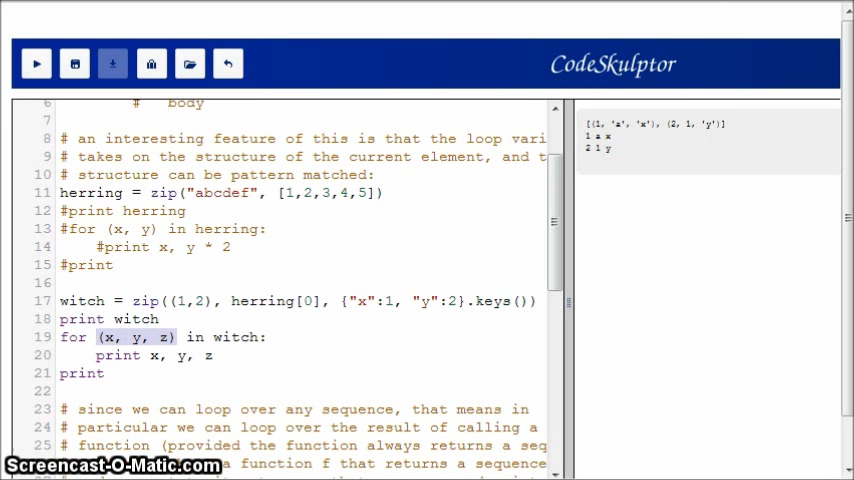 CodeSkulptor
6 # body
7
8 # an interesting feature of this is that the loop vari
9 # takes on the structure of the current element, and t
10 # structure can be pattern matched:
11 herring = zip("abcdef", [1,2,3,4,5])
12 #print herring
13 #for (x, y) in herring:
14 #print x, y * 2
15 #print
16
17 witch = zip((1,2), herring[0], {"x":1, "y":2}.keys())
18 print witch
19 for (x, y, z) in witch:
20 print x, y, z
21 print
22
23 # since we can loop over any sequence, that means in
24 # particular we can loop over the result of calling a
25 # function (provided the function always returns a seq
a function f that returns a sequence
[(1, 'a', 'x'), (2, 1, 'y')]
1 a x
2 1 y
Screencast-O-Matic.com